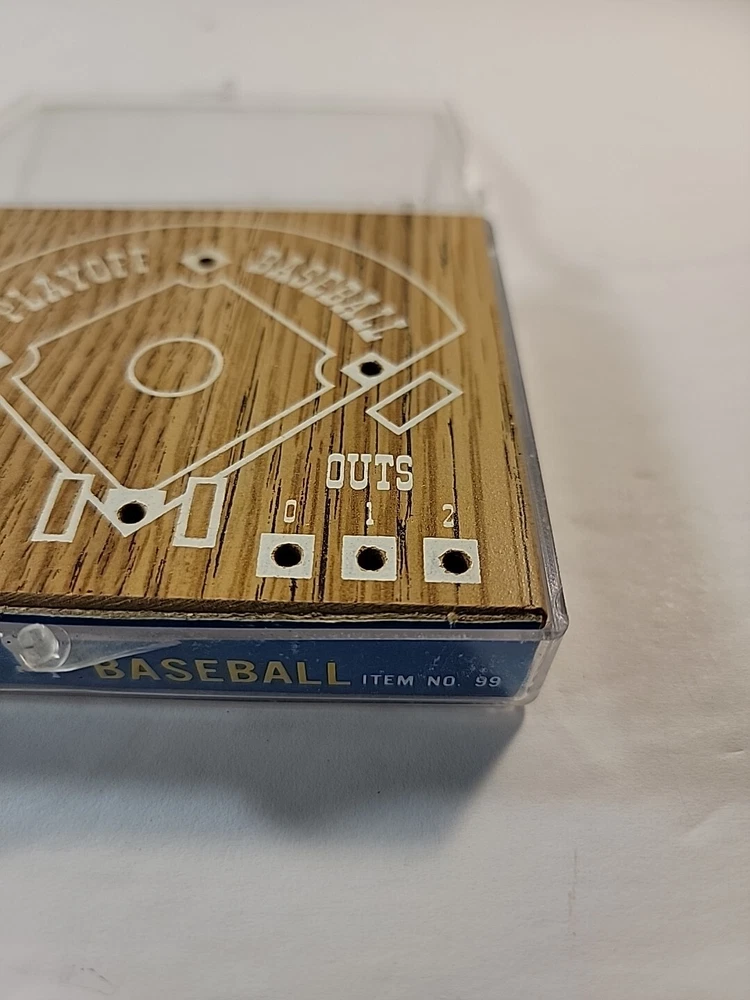 PLAYOFF BASEBALL
OUTS
0 1 2
BASEBALL ITEM NO. 99